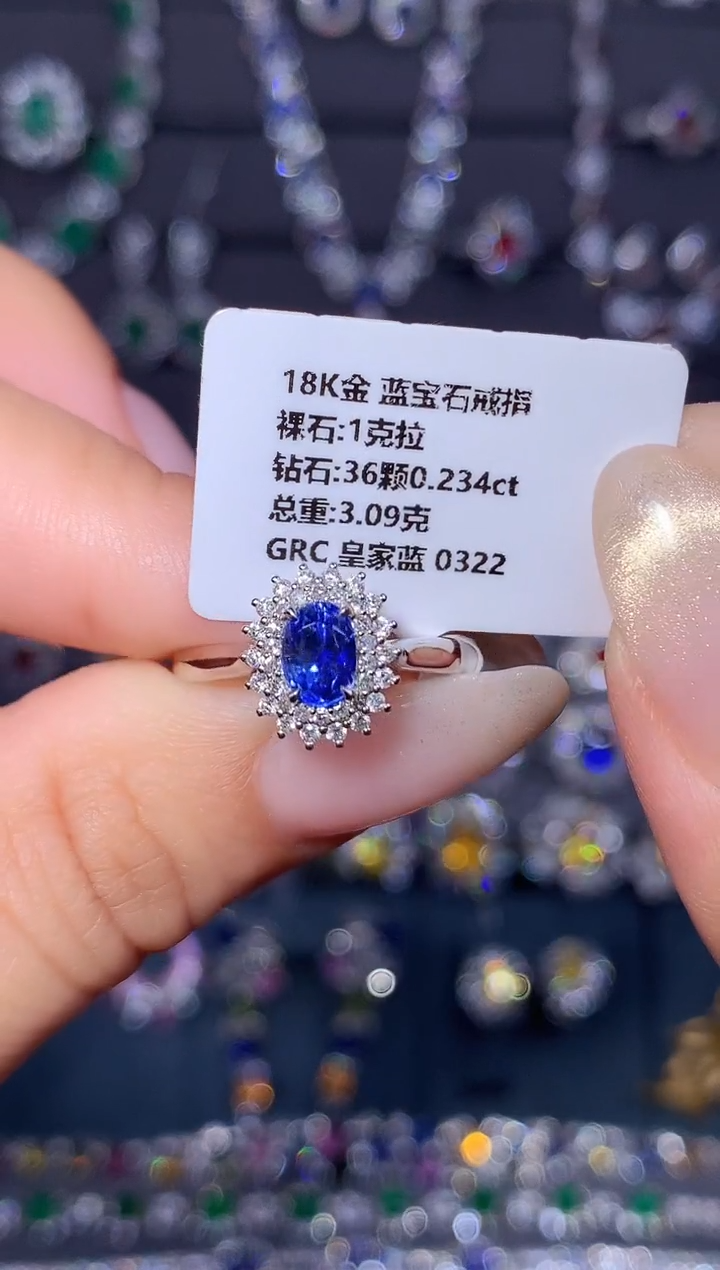 18K金 蓝宝石戒指
裸石:1克拉
钻石:36颗0.234ct
总重:3.09克
GRC 皇家蓝 0322